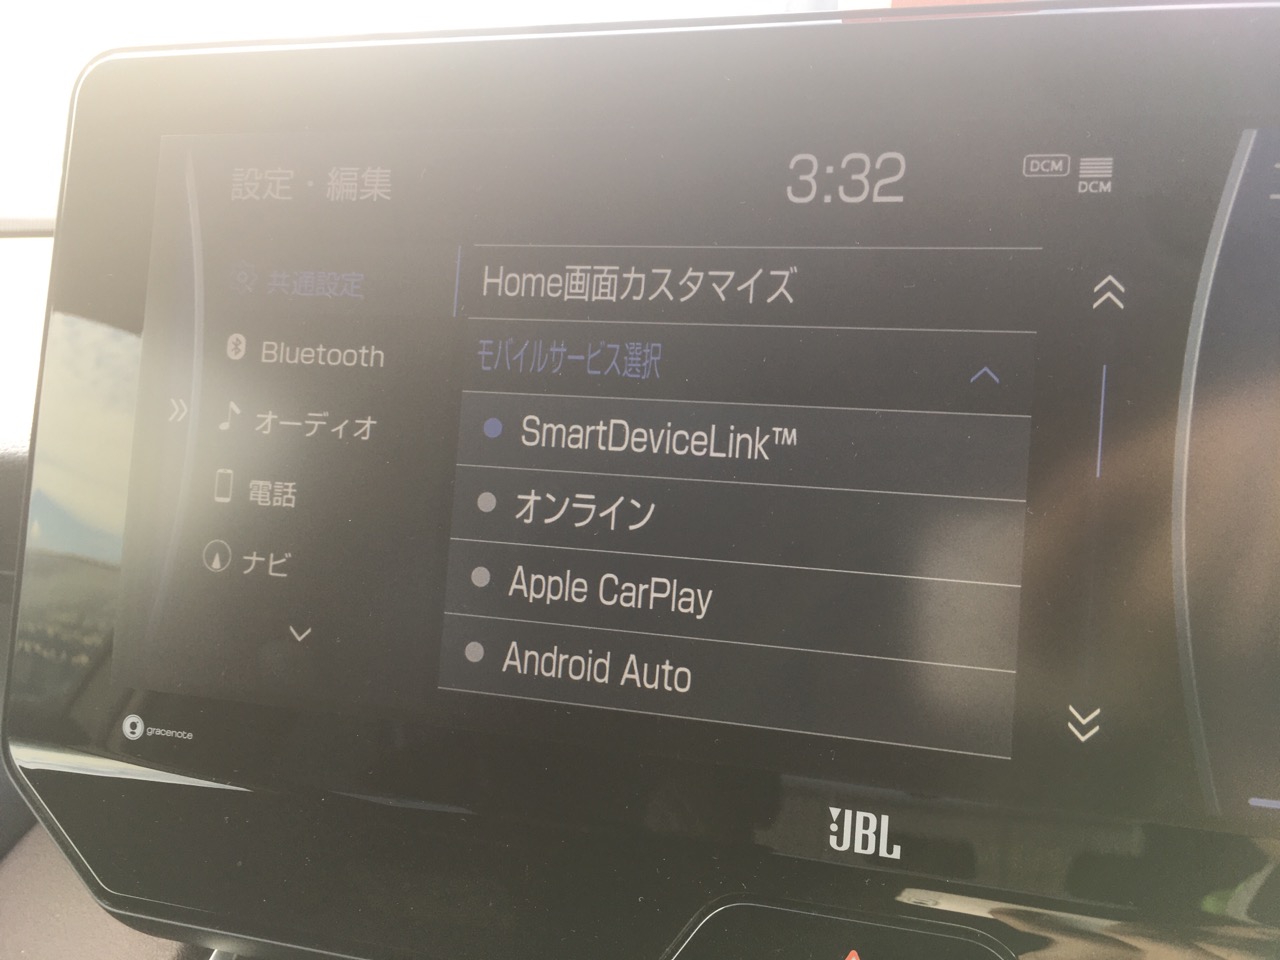 設定・編集
3:32
DCM
DCM
共通設定
Bluetooth
オーディオ
電話
ナビ
Home画面カスタマイズ
モバイルサービス選択
SmartDeviceLink™
オンライン
Apple CarPlay
Android Auto
gracenote
JBL